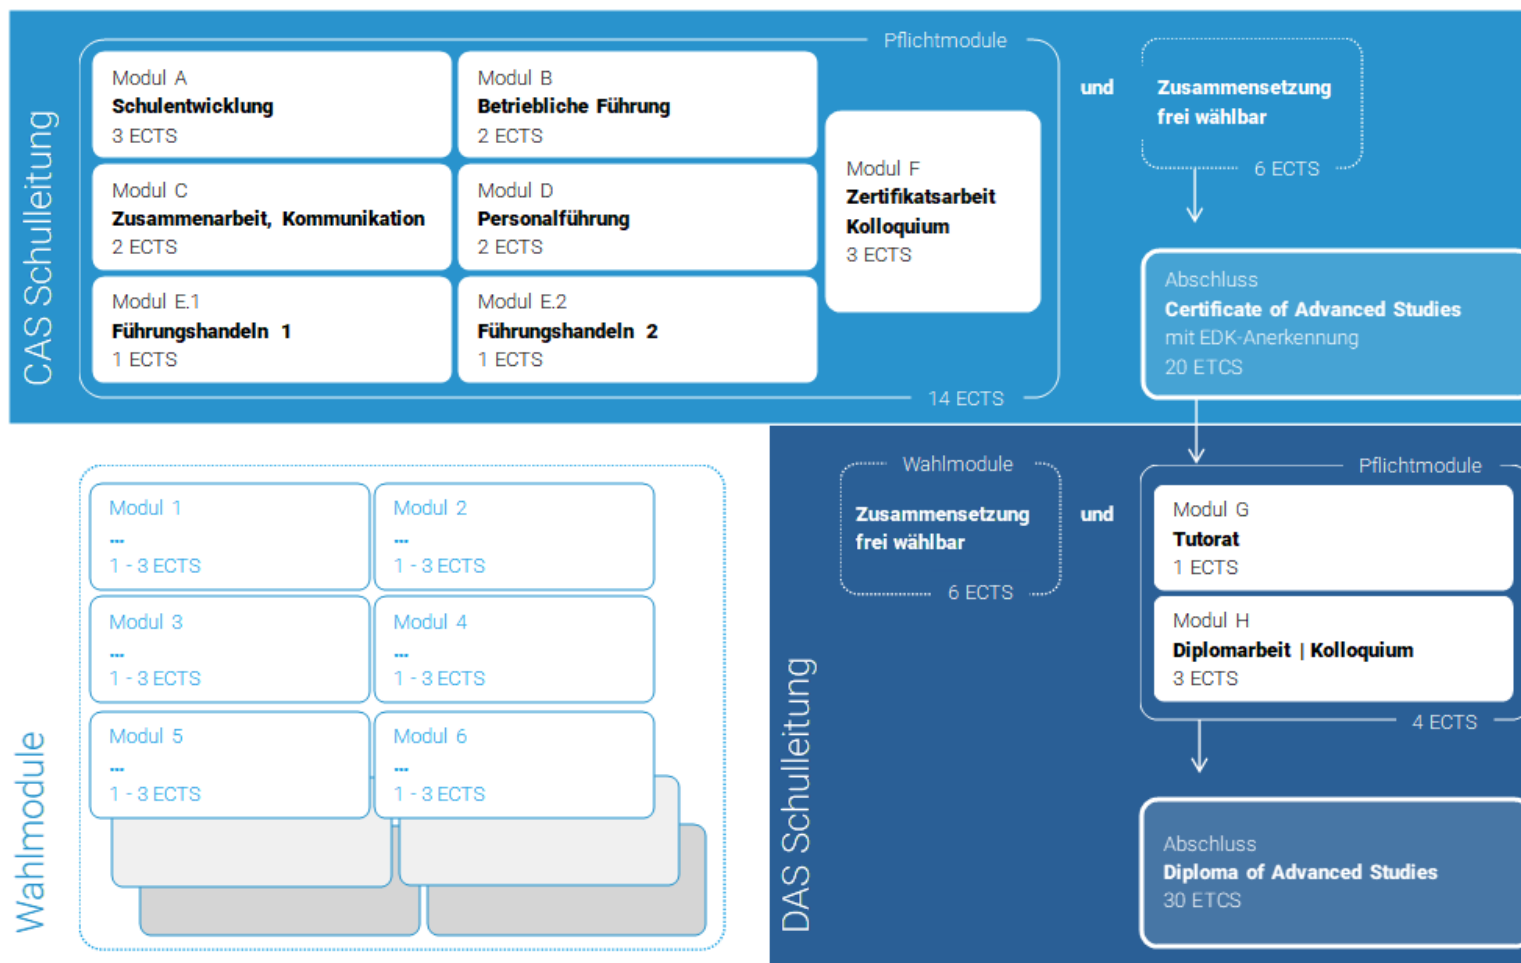 CAS Schulleitung
Pflichtmodule
Modul A
Schulentwicklung
3 ECTS
Modul B
Betriebliche Führung
2 ECTS
Modul C
Zusammenarbeit, Kommunikation
2 ECTS
Modul D
Personalführung
2 ECTS
Modul E.1
Führungshandeln 1
1 ECTS
Modul E.2
Führungshandeln 2
1 ECTS
Modul F
Zertifikatsarbeit
Kolloquium
3 ECTS
14 ECTS
und
Zusammensetzung
frei wählbar
6 ECTS
Abschluss
Certificate of Advanced Studies
mit EDK-Anerkennung
20 ETCS
Wahlmodule
Modul 1
...
1 - 3 ECTS
Modul 2
...
1 - 3 ECTS
Modul 3
...
1 - 3 ECTS
Modul 4
...
1 - 3 ECTS
Modul 5
...
1 - 3 ECTS
Modul 6
...
1 - 3 ECTS
DAS Schulleitung
Wahlmodule
Zusammensetzung
frei wählbar
6 ECTS
und
Pflichtmodule
Modul G
Tutorat
1 ECTS
Modul H
Diplomarbeit | Kolloquium
3 ECTS
4 ECTS
Abschluss
Diploma of Advanced Studies
30 ETCS